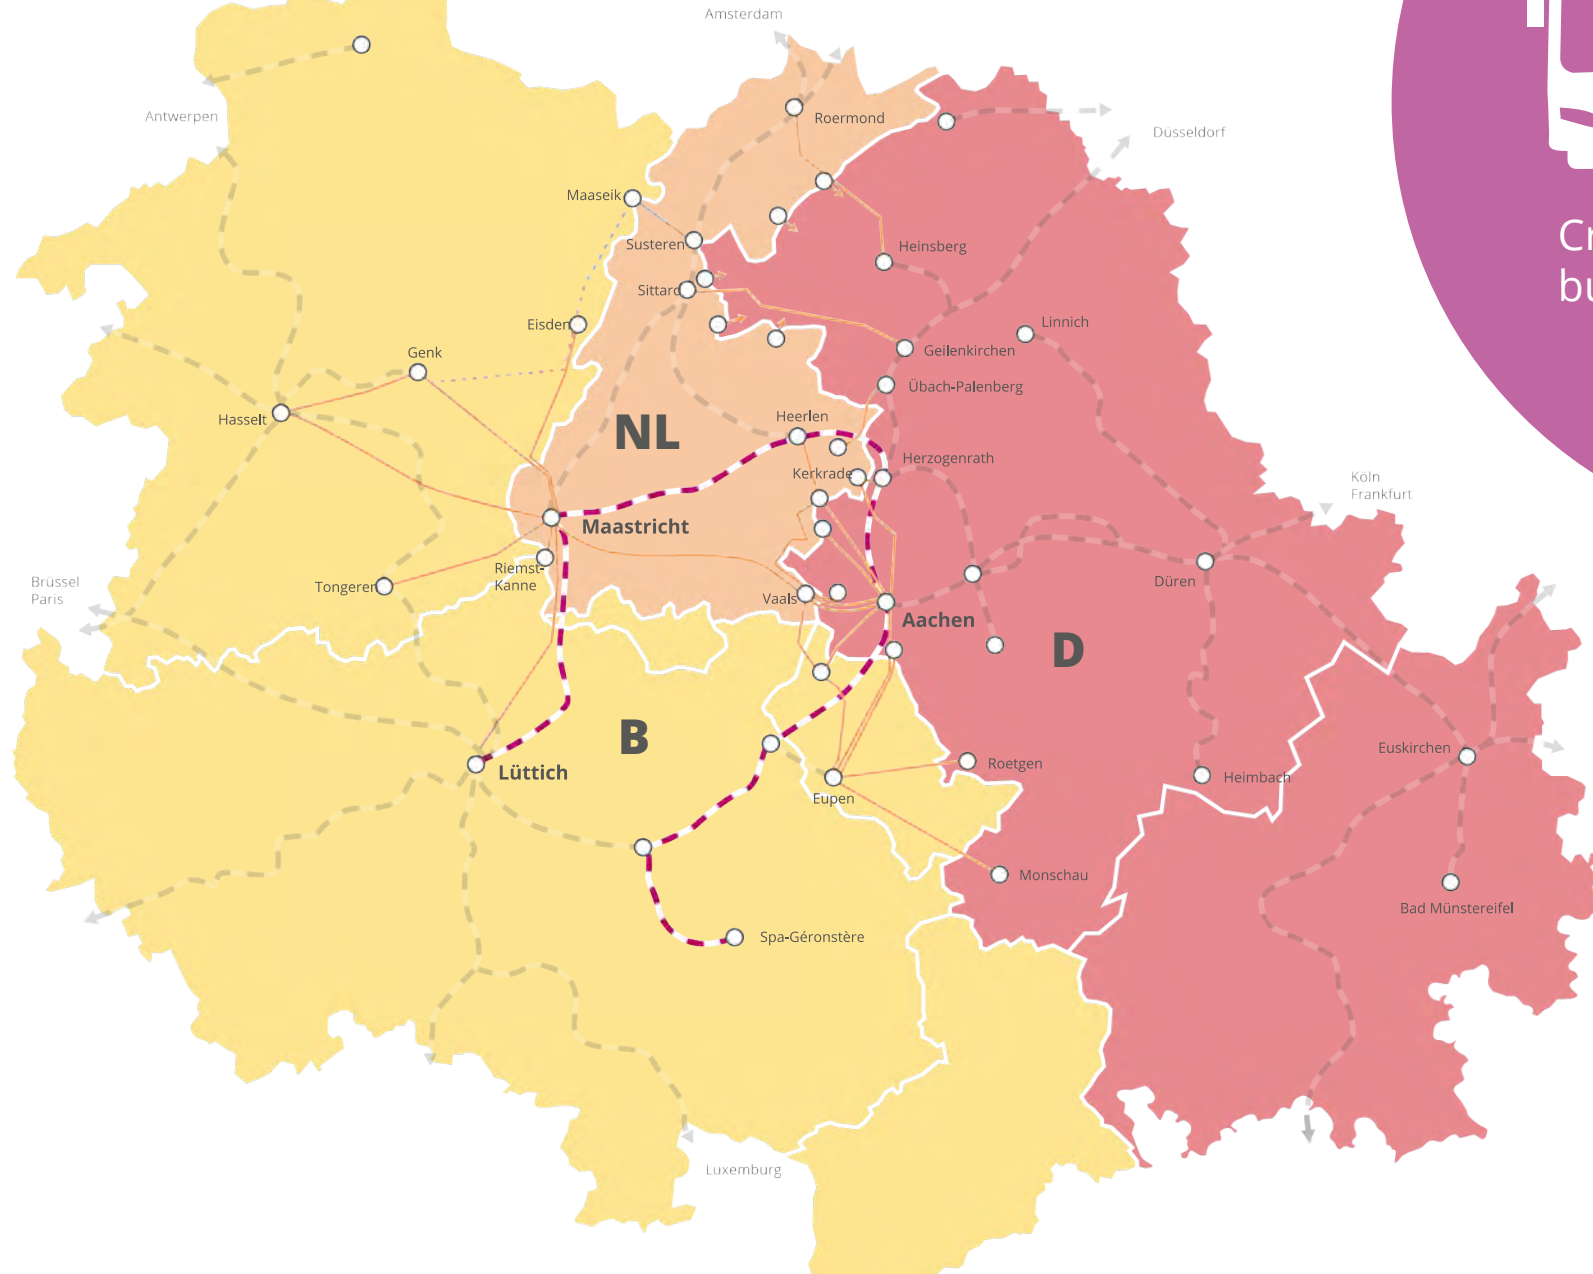 Amsterdam
Antwerpen
Roermond
Düsseldorf
Maaseik
Susteren
Heinsberg
Cr
bu
Sittard
Eisden
Linnich
Genk
Geilenkirchen
Übach-Palenberg
Hasselt
NL
Heerlen
Herzogenrath
Kerkrade
Köln
Frankfurt
Maastricht
Riemst-
Kanne
Brüssel
Paris
Tongeren
Vaals
Düren
Aachen
D
B
Lüttich
Roetgen
Eupen
Heimbach
Euskirchen
Monschau
Bad Münstereifel
Spa-Géronstère
Luxemburg